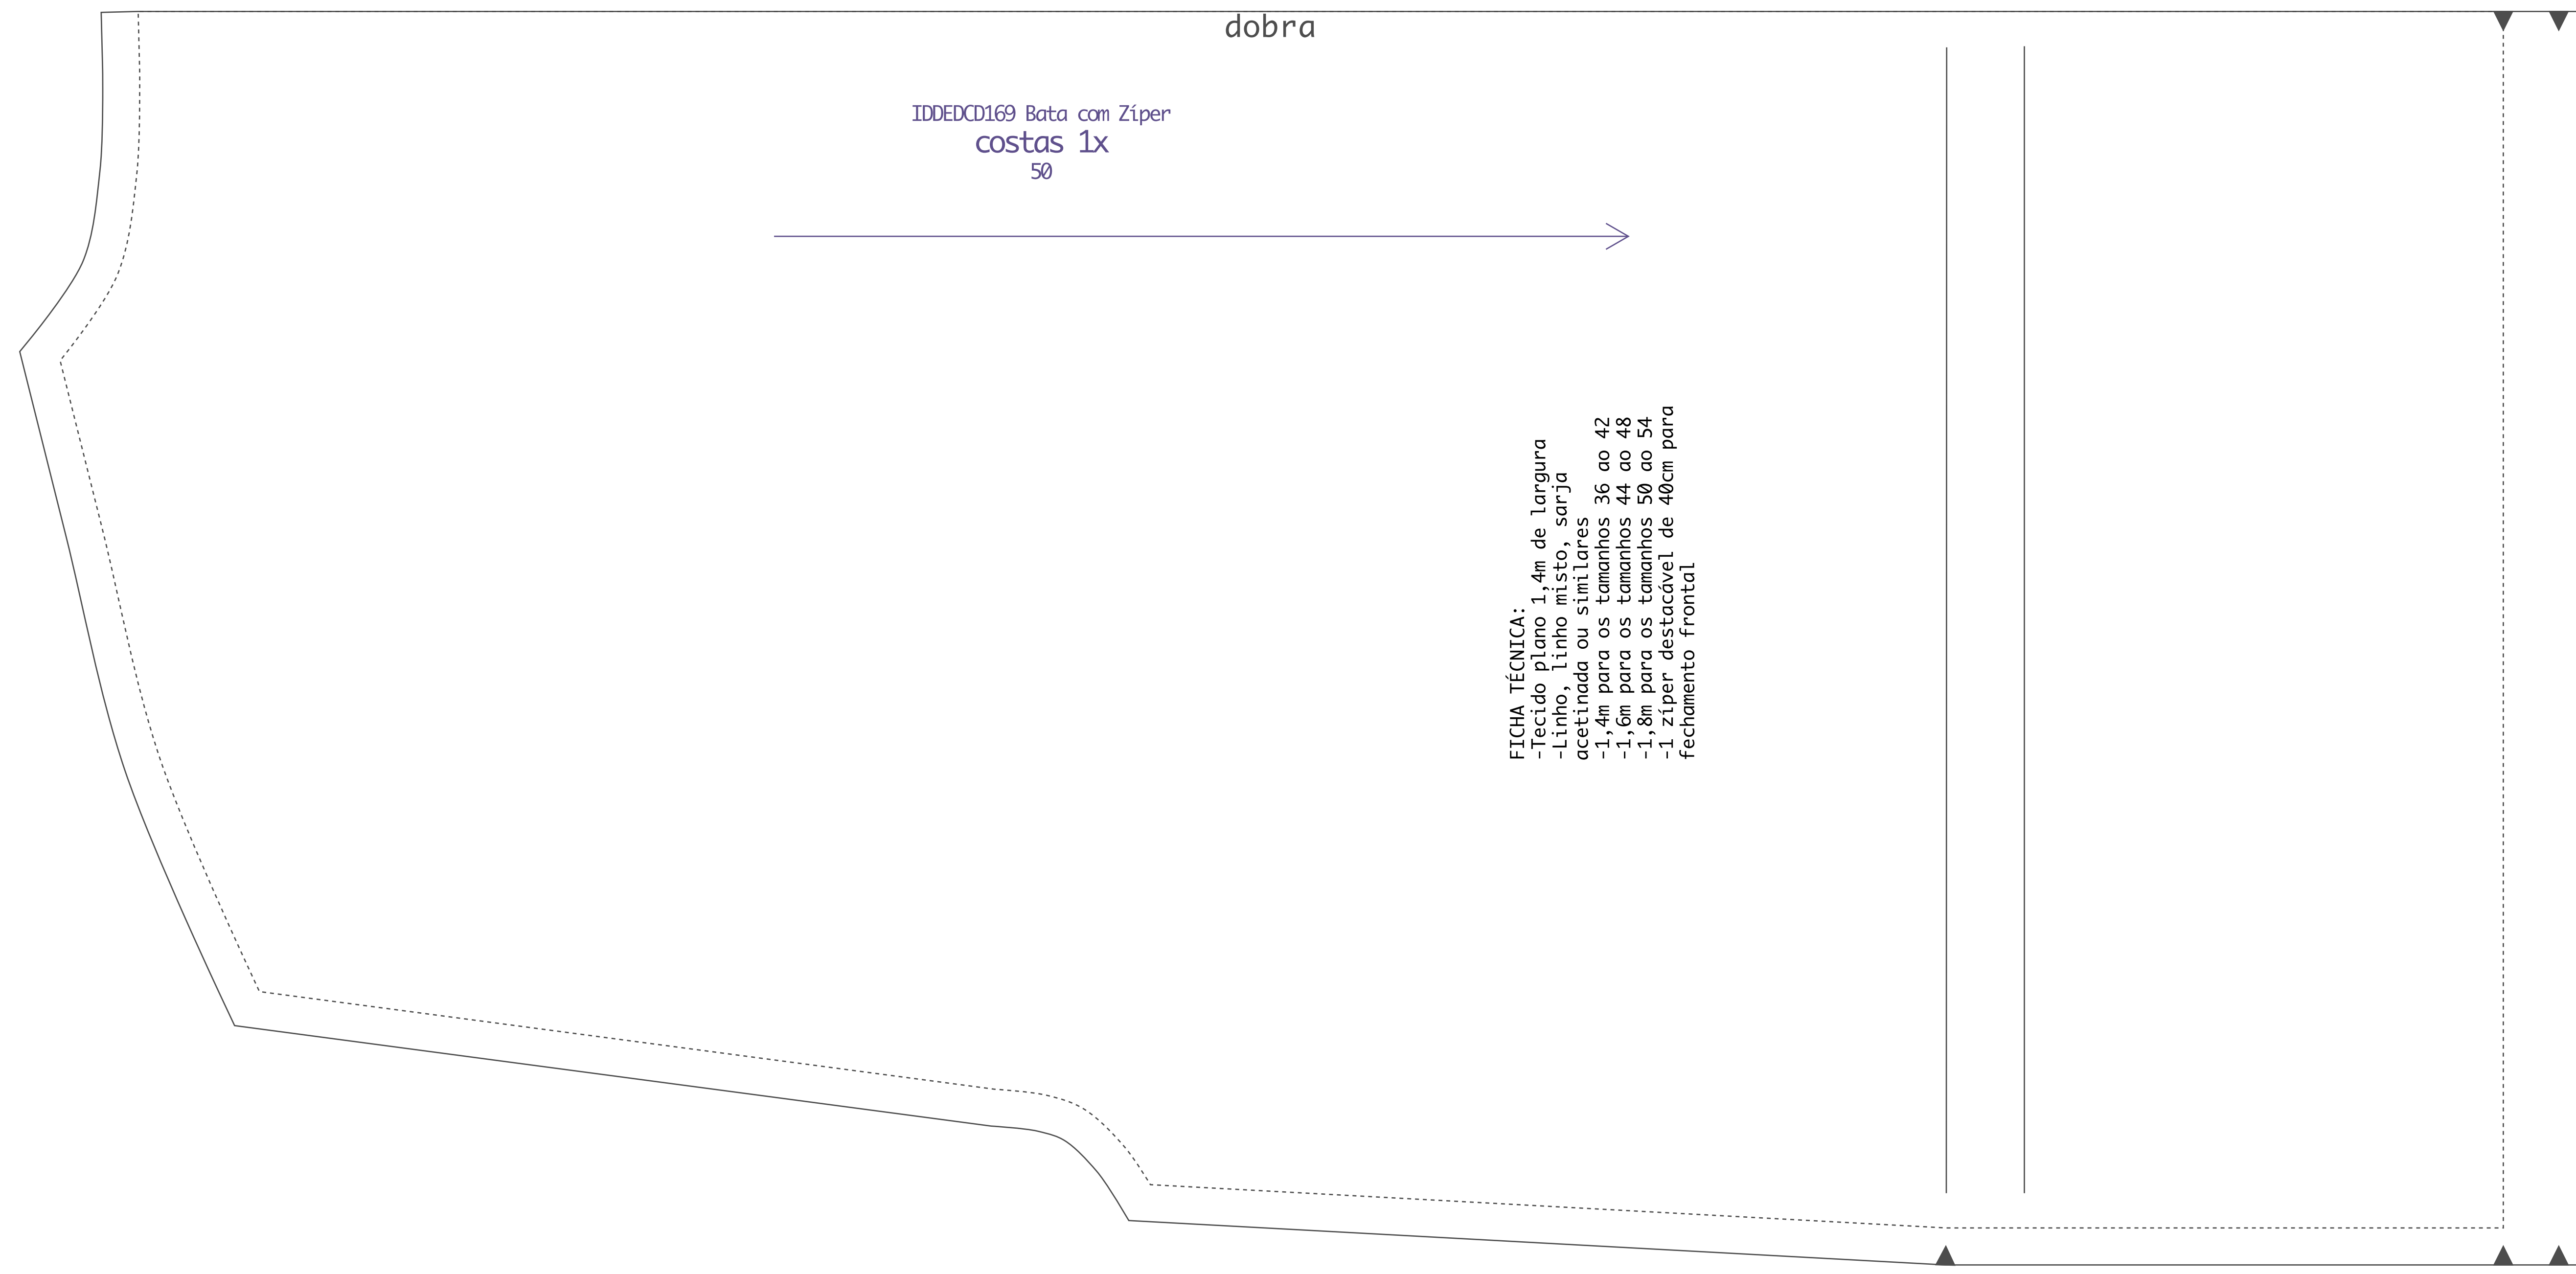 dobra
IDDEDCD169 Bata com Zíper
costas 1x
50
FICHA TÉCNICA:
-Tecido plano 1,4m de largura
-Linho, linho misto, sarja
acetinada ou similares
-1,4m para os tamanhos 36 ao 42
-1,6m para os tamanhos 44 ao 48
-1,8m para os tamanhos 50 ao 54
-1 zíper destacável de 40cm para
fechamento frontal